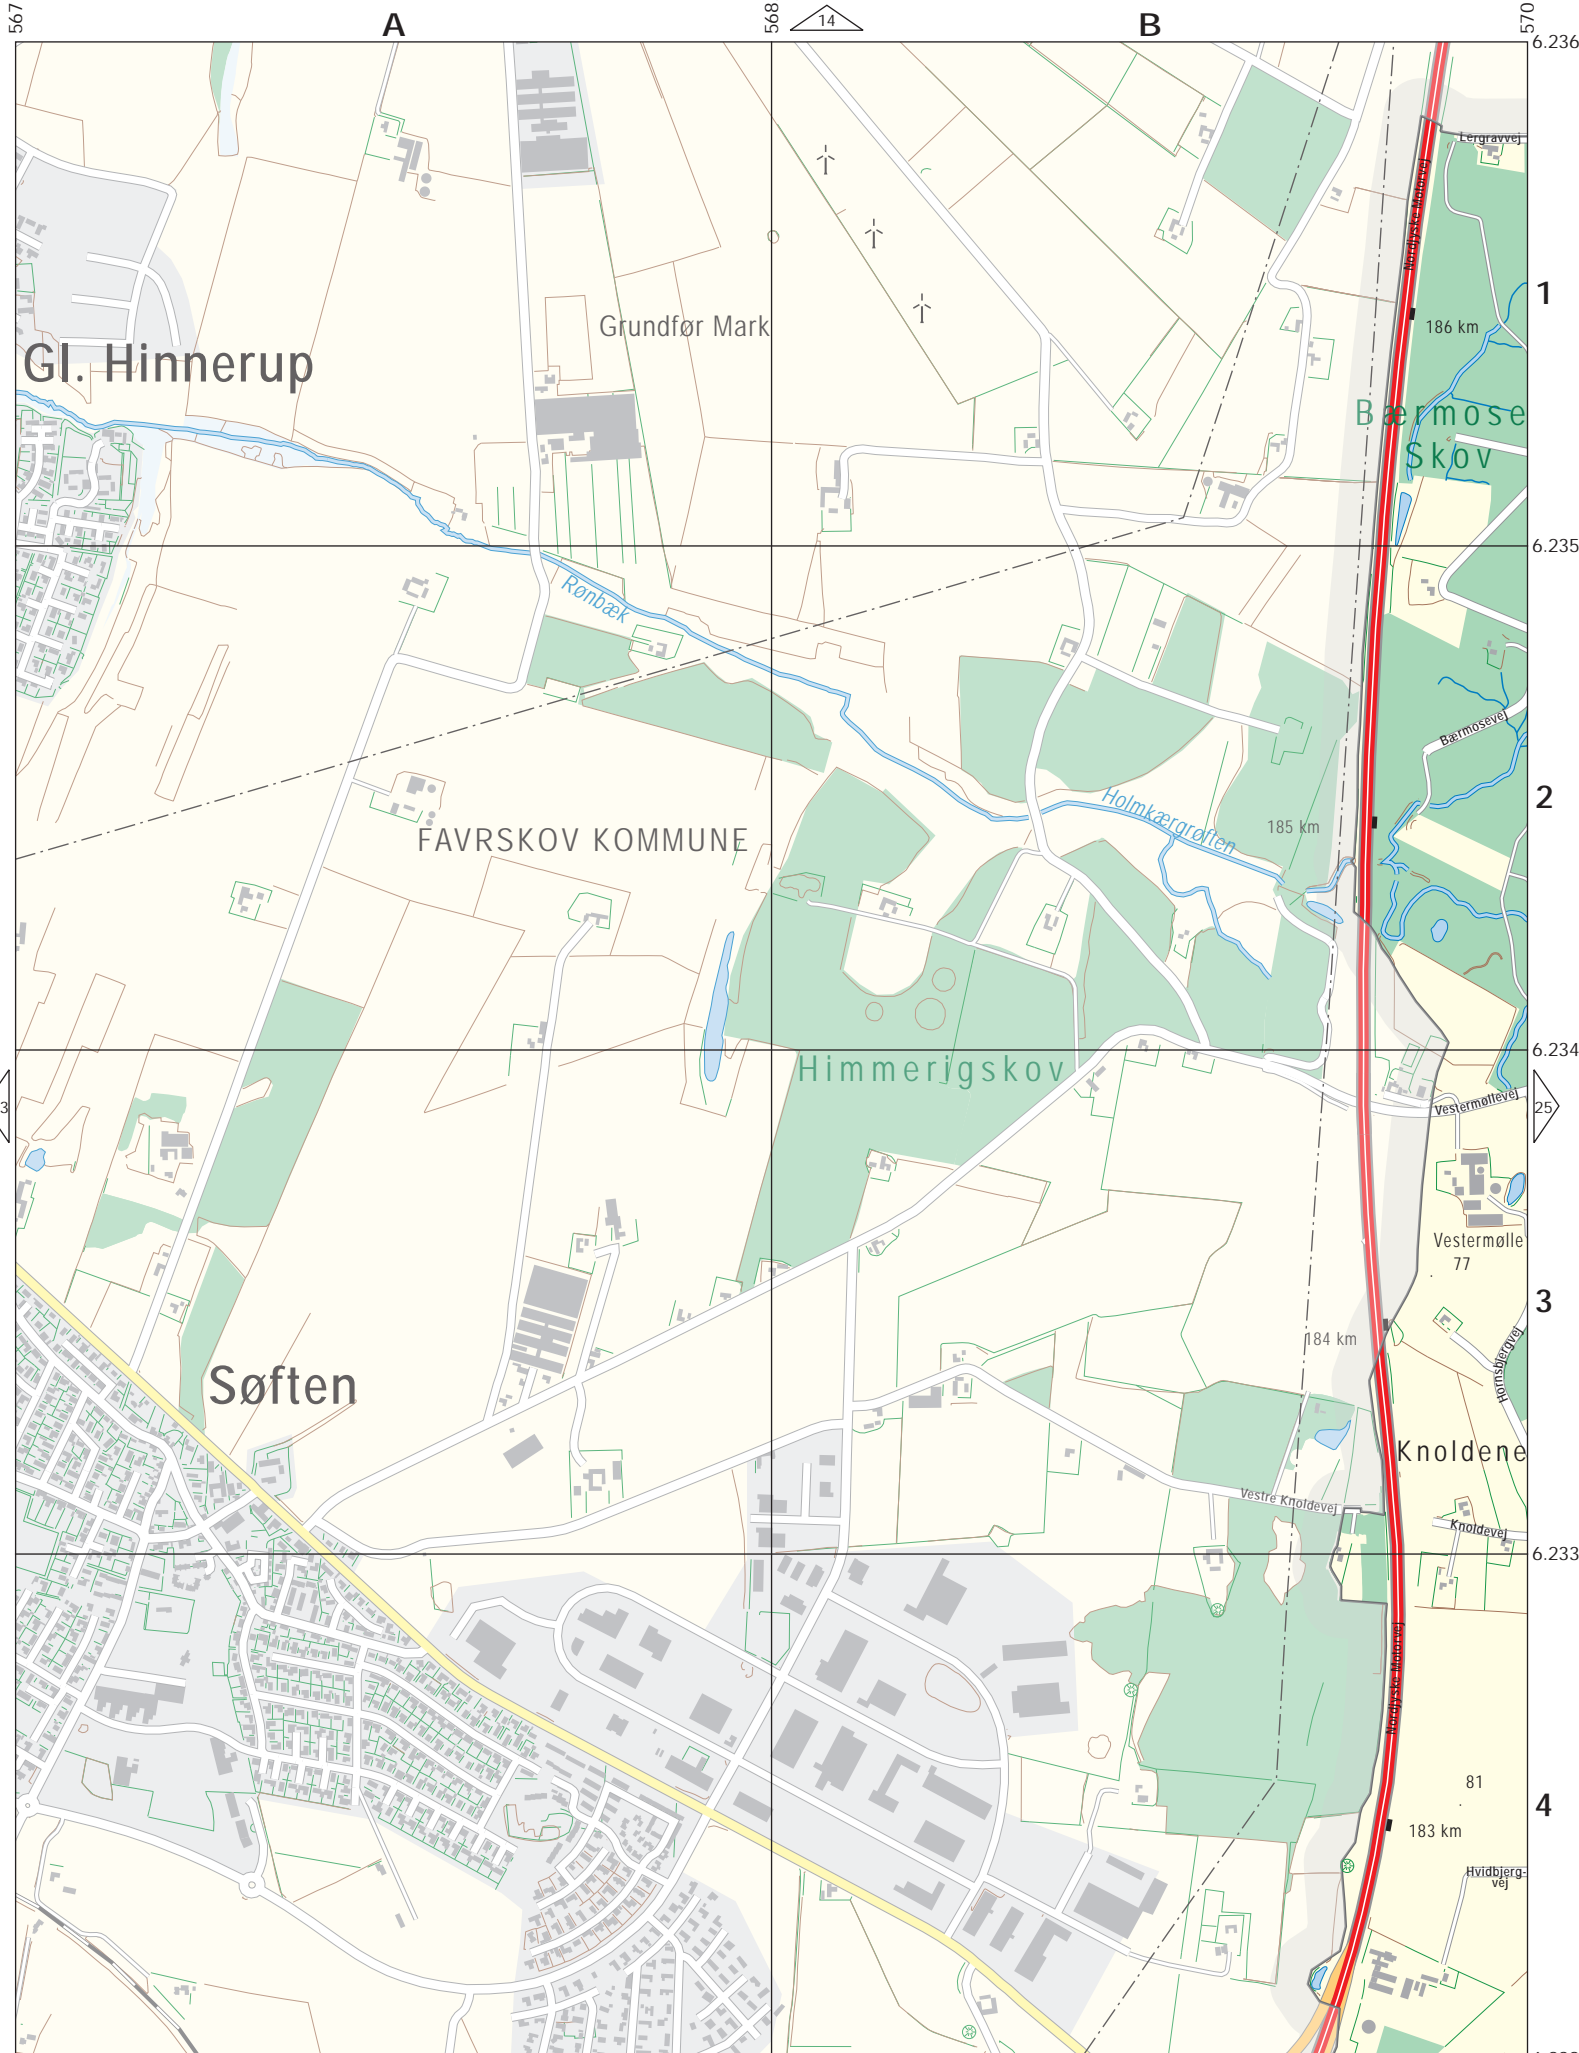 567
A
568
14
B
570
6.236
Lergravvej
Nordjyske Motorvej
1
Grundfør Mark
186 km
Gl. Hinnerup
Bærmose
Skov
6.235
Rønbæk
Bærmosevej
2
Holmkærgrøften
185 km
FAVRSKOV KOMMUNE
6.234
Himmerigskov
3
25
Vestermøllevej
Vestermølle
77
3
184 km
Hornsbjergvej
Søften
Knoldene
Vestre Knoldevej
Knoldevej
6.233
Nordjyske Motorvej
81
4
183 km
Hvidbjerg-
vej